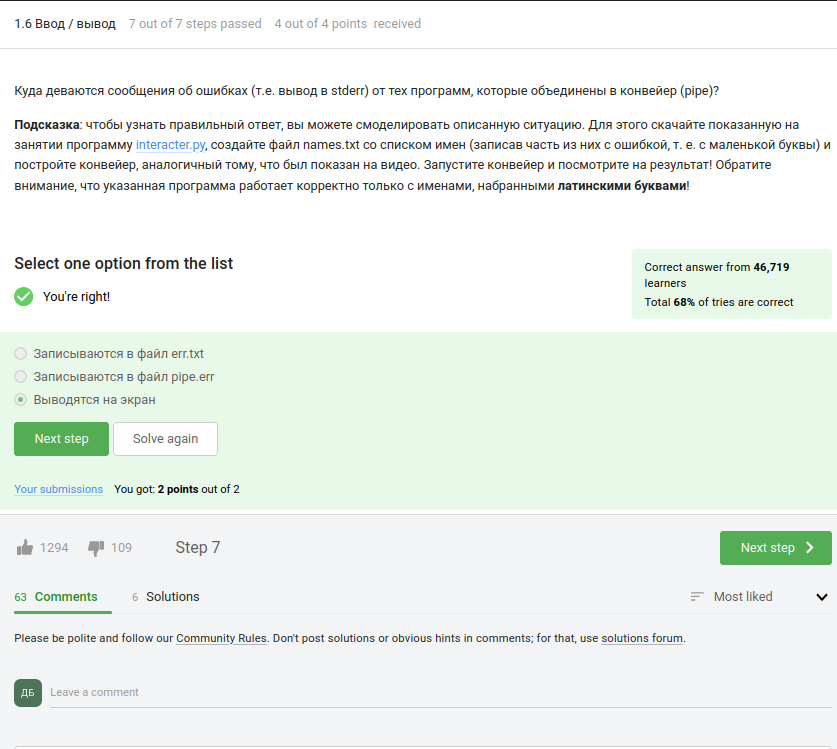 1.6 Ввод / вывод 7 out of 7 steps passed 4 out of 4 points received
Куда деваются сообщения об ошибках (т.е. вывод в stderr) от тех программ, которые объединены в конвейер (pipe)?
Подсказка: чтобы узнать правильный ответ, вы можете смоделировать описанную ситуацию. Для этого скачайте показанную на
занятии программу interacter.py, создайте файл names.txt со списком имен (записав часть из них с ошибкой, т. е. с маленькой буквы) и
постройте конвейер, аналогичный тому, что был показан на видео. Запустите конвейер и посмотрите на результат! Обратите
внимание, что указанная программа работает корректно только с именами, набранными латинскими буквами!
Select one option from the list
You're right!
Correct answer from 46,719
learners
Total 68% of tries are correct
Записываются в файл err.txt
Записываются в файл pipe.err
Выводятся на экран
Next step Solve again
Your submissions You got: 2 points out of 2
1294 109 Step 7 Next step
63 Comments 6 Solutions Most liked
Please be polite and follow our Community Rules. Don't post solutions or obvious hints in comments; for that, use solutions forum.
ДБ Leave a comment